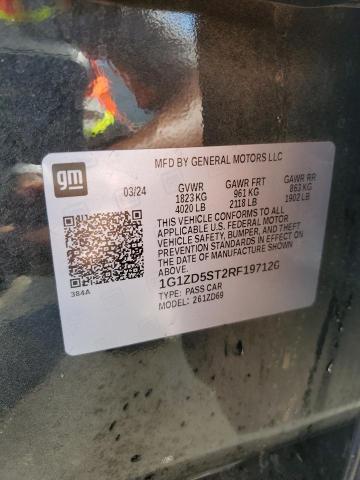 MFD BY GENERAL MOTORS LLC
gm
03/24
GVWR GAWR FRT GAWR RR
1823 KG 961 KG 863 KG
4020 LB 2118 LB 1902 LB
THIS VEHICLE CONFORMS TO ALL
APPLICABLE U.S. FEDERAL MOTOR
VEHICLE SAFETY, BUMPER, AND THEFT
PREVENTION STANDARDS IN EFFECT ON
THE DATE OF MANUFACTURE SHOWN
ABOVE.
384A
1G1ZD5ST2RF197126
TYPE: PASS CAR
MODEL: 261ZD69